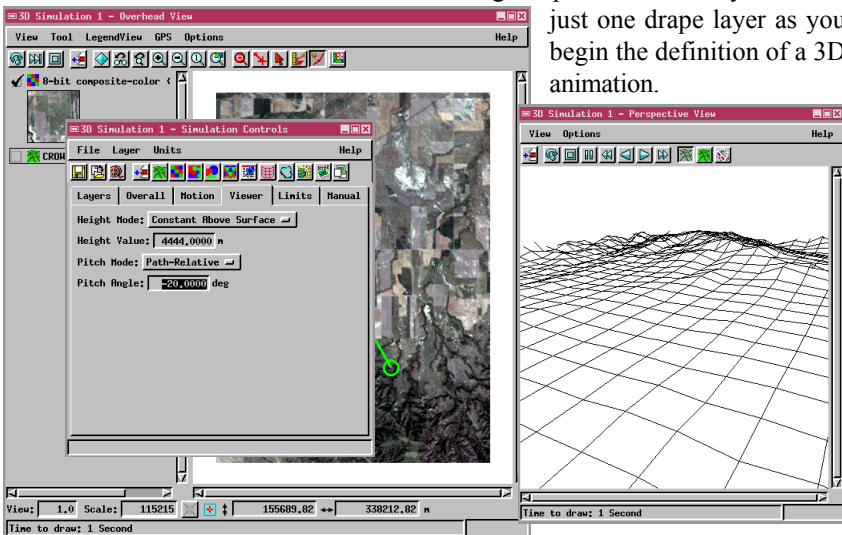 just one drape layer as you
begin the definition of a 3D
animation.
3D Simulation 1 - Overhead View
View Tool LegendView GPS Options Help
8-bit composite-color (
CROW
3D Simulation 1 - Simulation Controls
File Layer Units Help
Layers Overall Motion Viewer Limits Manual
Height Mode: Constant Above Surface
Height Value: 4444.0000 m
Pitch Mode: Path-Relative
Pitch Angle: -20.0000 deg
View: 1.0 Scale: 115215 155689.82 338212.82 m
Time to draw: 1 Second
3D Simulation 1 - Perspective View
View Options Help
Time to draw: 1 Second